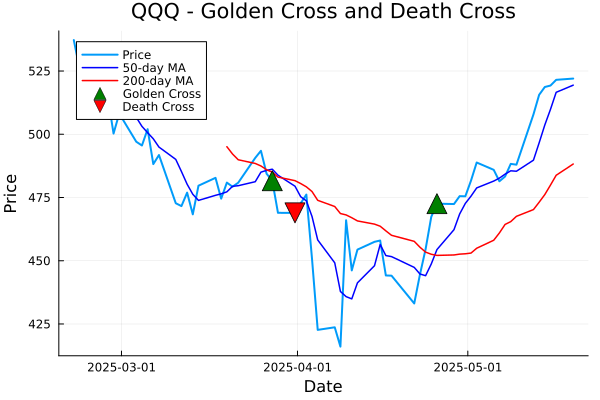 QQQ - Golden Cross and Death Cross
Price
50-day MA
200-day MA
Golden Cross
Death Cross
525
500
475
450
425
Price
2025-03-01
2025-04-01
2025-05-01
Date